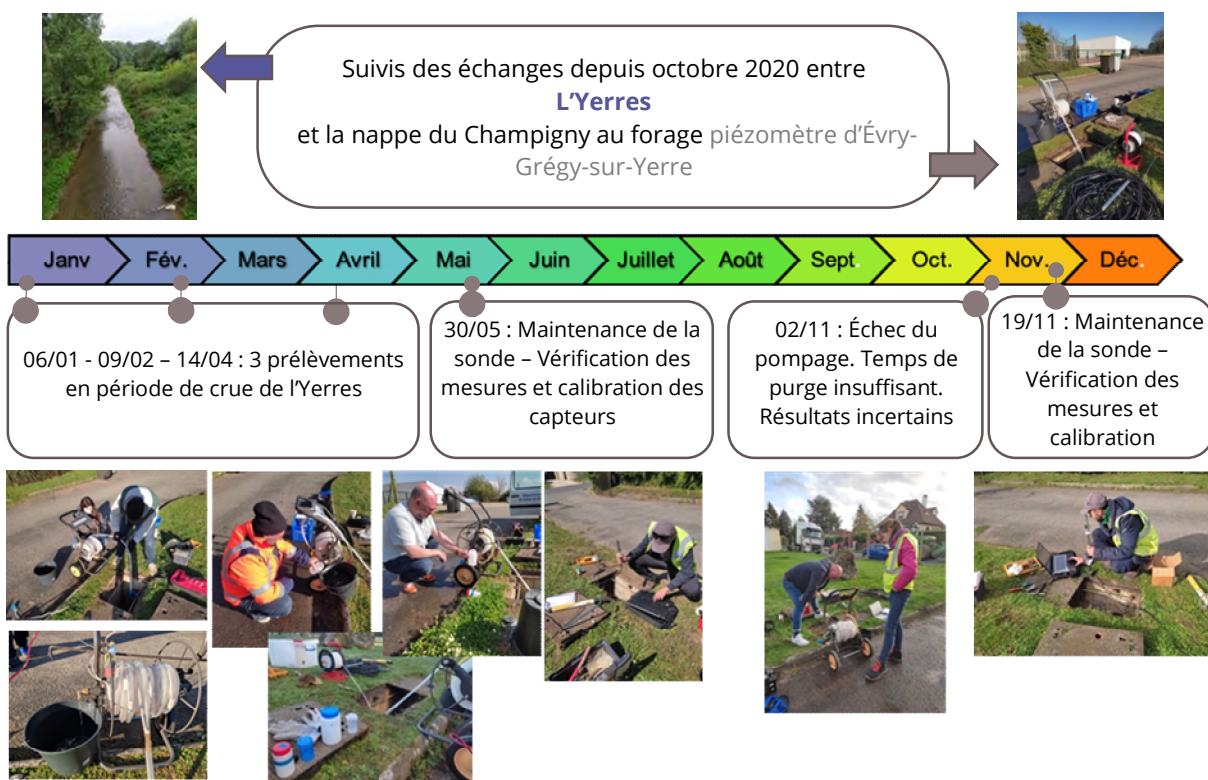 Suivis des échanges depuis octobre 2020 entre
L'Yerres
et la nappe du Champigny au forage piézomètre d'Évry-
Grégy-sur-Yerre
Janv Fév. Mars Avril Mai Juin Juillet Août Sept. Oct. Nov. Déc.
06/01 - 09/02 – 14/04 : 3 prélèvements
en période de crue de l'Yerres
30/05 : Maintenance de la
sonde – Vérification des
mesures et calibration des
capteurs
02/11 : Échec du
pompage. Temps de
purge insuffisant.
Résultats incertains
19/11 : Maintenance
de la sonde –
Vérification des
mesures et
calibration